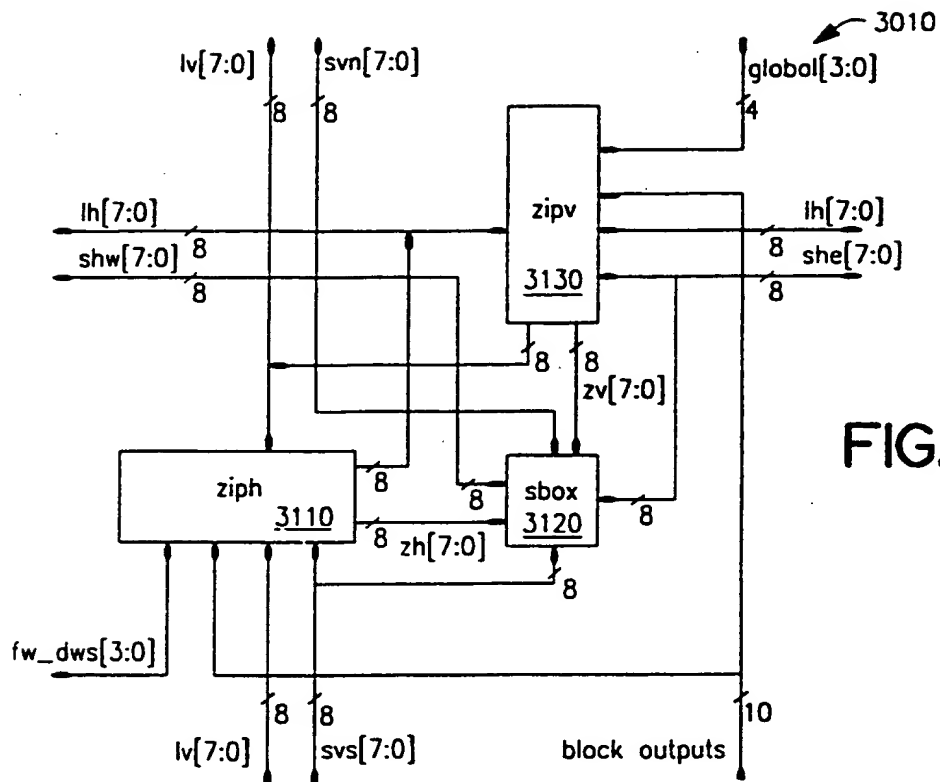 3010
lv[7:0]
svn[7:0]
global[3:0]
8
8
4
lh[7:0]
8
zipv
lh[7:0]
8
shw[7:0]
8
3130
she[7:0]
8
8
8
zv[7:0]
FIG.
ziph
8
8
sbox
8
3110
8
3120
zh[7:0]
8
fw_dws[3:0]
8
8
10
lv[7:0]
svs[7:0]
block outputs